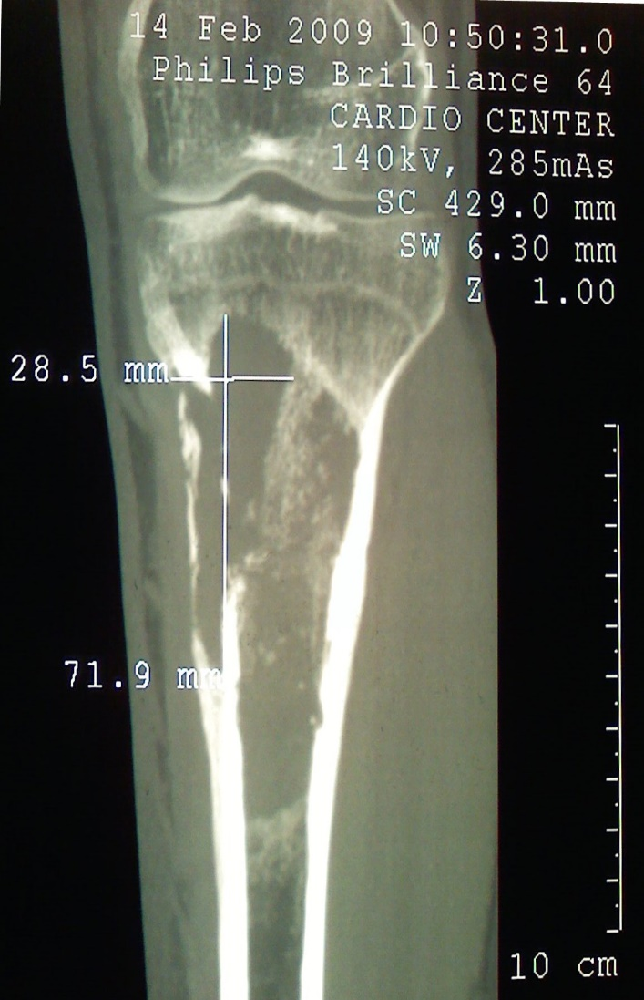 14 Feb 2009 10:50:31.0
Philips Brilliance 64
CARDIO CENTER
140kV, 285mAs
SC 429.0 mm
SW 6.30 mm
Z 1.00
28.5 mm
71.9 mm
10 cm